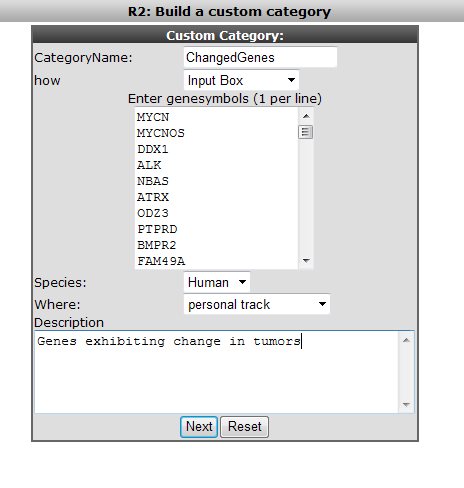 R2: Build a custom category
Custom Category:
CategoryName: ChangedGenes
how Input Box
Enter genesymbols (1 per line)
MYCN
MYCNOS
DDX1
ALK
NBAS
ATRX
ODZ3
PTPRD
BMPR2
FAM49A
Species: Human
Where: personal track
Description
Genes exhibiting change in tumors
Next Reset